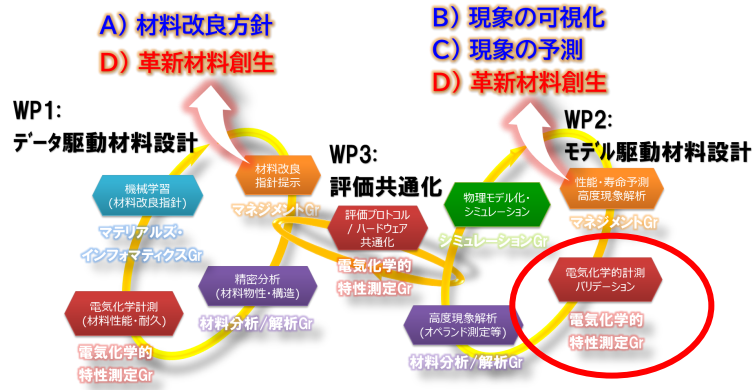 A) 材料改良方針
D) 革新材料創生
B) 現象の可視化
C) 現象の予測
D) 革新材料創生
WP1:
データ駆動材料設計
WP3:
評価共通化
WP2:
モデル駆動材料設計
材料改良
指針提示
マネジメントGr
機械学習
(材料改良指針)
マテリアルズ・
インフォマティクスGr
精密分析
(材料物性・構造)
材料分析/解析Gr
電気化学計測
(材料性能・耐久)
電気化学的
特性測定Gr
評価プロトコル
/ ハードウェア
共通化
電気化学的
特性測定Gr
物理モデル化・
シミュレーション
シミュレーションGr
性能・寿命予測
高度現象解析
マネジメントGr
電気化学的計測
バリデーション
電気化学的
特性測定Gr
高度現象解析
(オペランド測定等)
材料分析/解析Gr